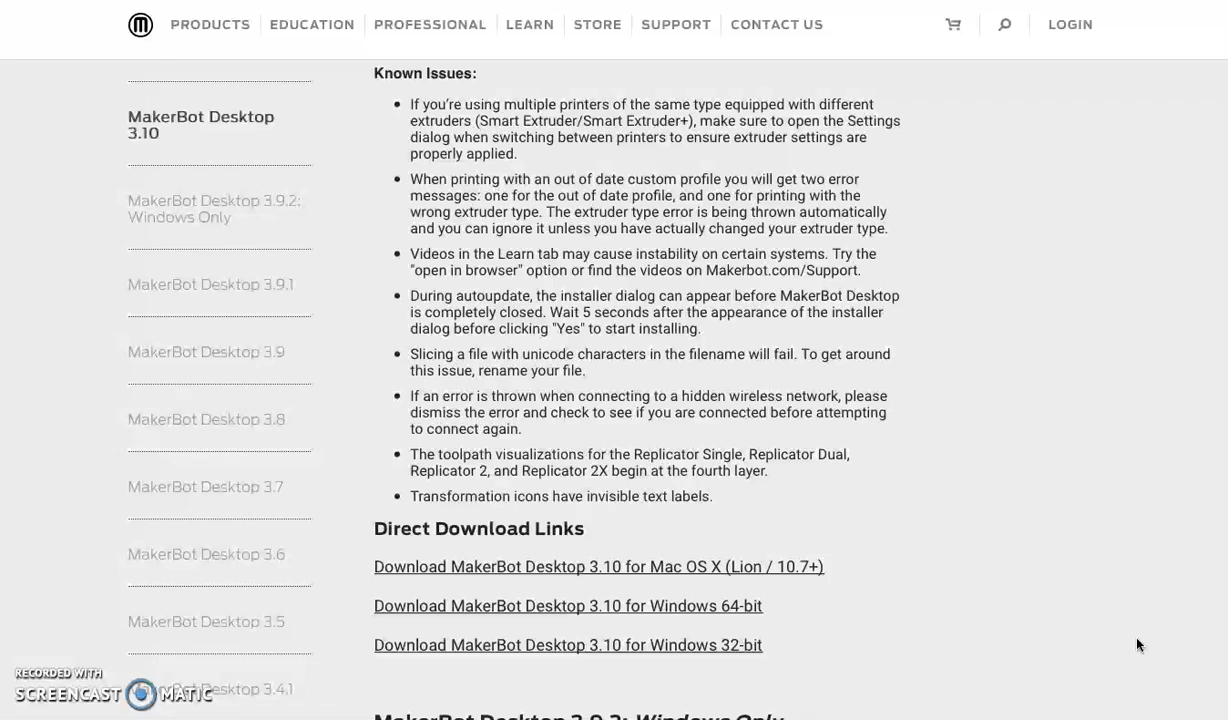 PRODUCTS EDUCATION PROFESSIONAL LEARN STORE SUPPORT CONTACT US LOGIN
MakerBot Desktop
3.10
MakerBot Desktop 3.9.2:
Windows Only
MakerBot Desktop 3.9.1
MakerBot Desktop 3.9
MakerBot Desktop 3.8
MakerBot Desktop 3.7
MakerBot Desktop 3.6
MakerBot Desktop 3.5
Desktop 3.4.1
RECORDED WITH
SCREENCAST MATIC
Known Issues:
If you're using multiple printers of the same type equipped with different
extruders (Smart Extruder/Smart Extruder+), make sure to open the Settings
dialog when switching between printers to ensure extruder settings are
properly applied.
When printing with an out of date custom profile you will get two error
messages: one for the out of date profile, and one for printing with the
wrong extruder type. The extruder type error is being thrown automatically
and you can ignore it unless you have actually changed your extruder type.
Videos in the Learn tab may cause instability on certain systems. Try the
"open in browser" option or find the videos on Makerbot.com/Support.
During autoupdate, the installer dialog can appear before MakerBot Desktop
is completely closed. Wait 5 seconds after the appearance of the installer
dialog before clicking "Yes" to start installing.
Slicing a file with unicode characters in the filename will fail. To get around
this issue, rename your file.
If an error is thrown when connecting to a hidden wireless network, please
dismiss the error and check to see if you are connected before attempting
to connect again.
The toolpath visualizations for the Replicator Single, Replicator Dual,
Replicator 2, and Replicator 2X begin at the fourth layer.
Transformation icons have invisible text labels.
Direct Download Links
Download MakerBot Desktop 3.10 for Mac OS X (Lion / 10.7+)
Download MakerBot Desktop 3.10 for Windows 64-bit
Download MakerBot Desktop 3.10 for Windows 32-bit
MakerBot Desktop 3.9.2: Windows Only